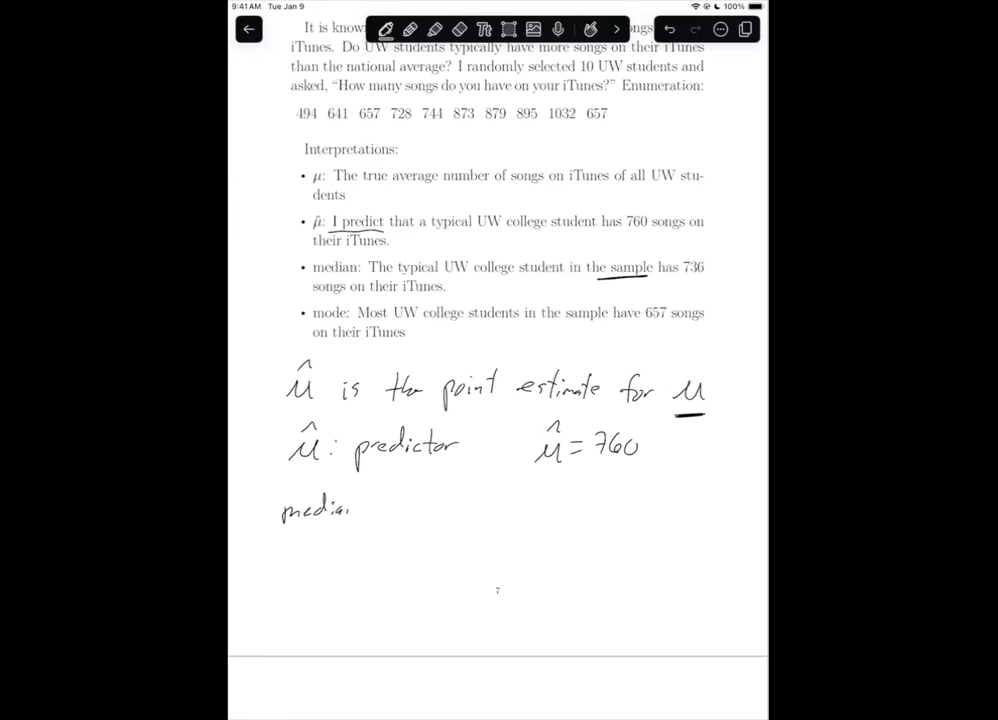 9:41 AM Tue Jan 9
100%
It is know
ongs
iTunes. Do UW students typically have more songs on their iTunes
than the national average? I randomly selected 10 UW students and
asked, “How many songs do you have on your iTunes?” Enumeration:
494 641 657 728 744 873 879 895 1032 657
Interpretations:
• μ: The true average number of songs on iTunes of all UW stu-
dents
• μ̂: I predict that a typical UW college student has 760 songs on
their iTunes.
• median: The typical UW college student in the sample has 736
songs on their iTunes.
• mode: Most UW college students in the sample have 657 songs
on their iTunes
μ̂ is the point estimate for μ
μ̂: predictor μ̂ = 760
media
7